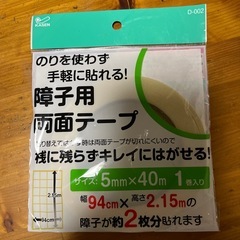 D-002
のりを使わず
手軽に貼れる!
障子用
両面テープ
桟に残らずキレイにはがせる!
サイズ:5mm×40m 1巻入り
幅94cm×高さ2.15mの
障子が約2枚分貼れます
2.15m
94cm